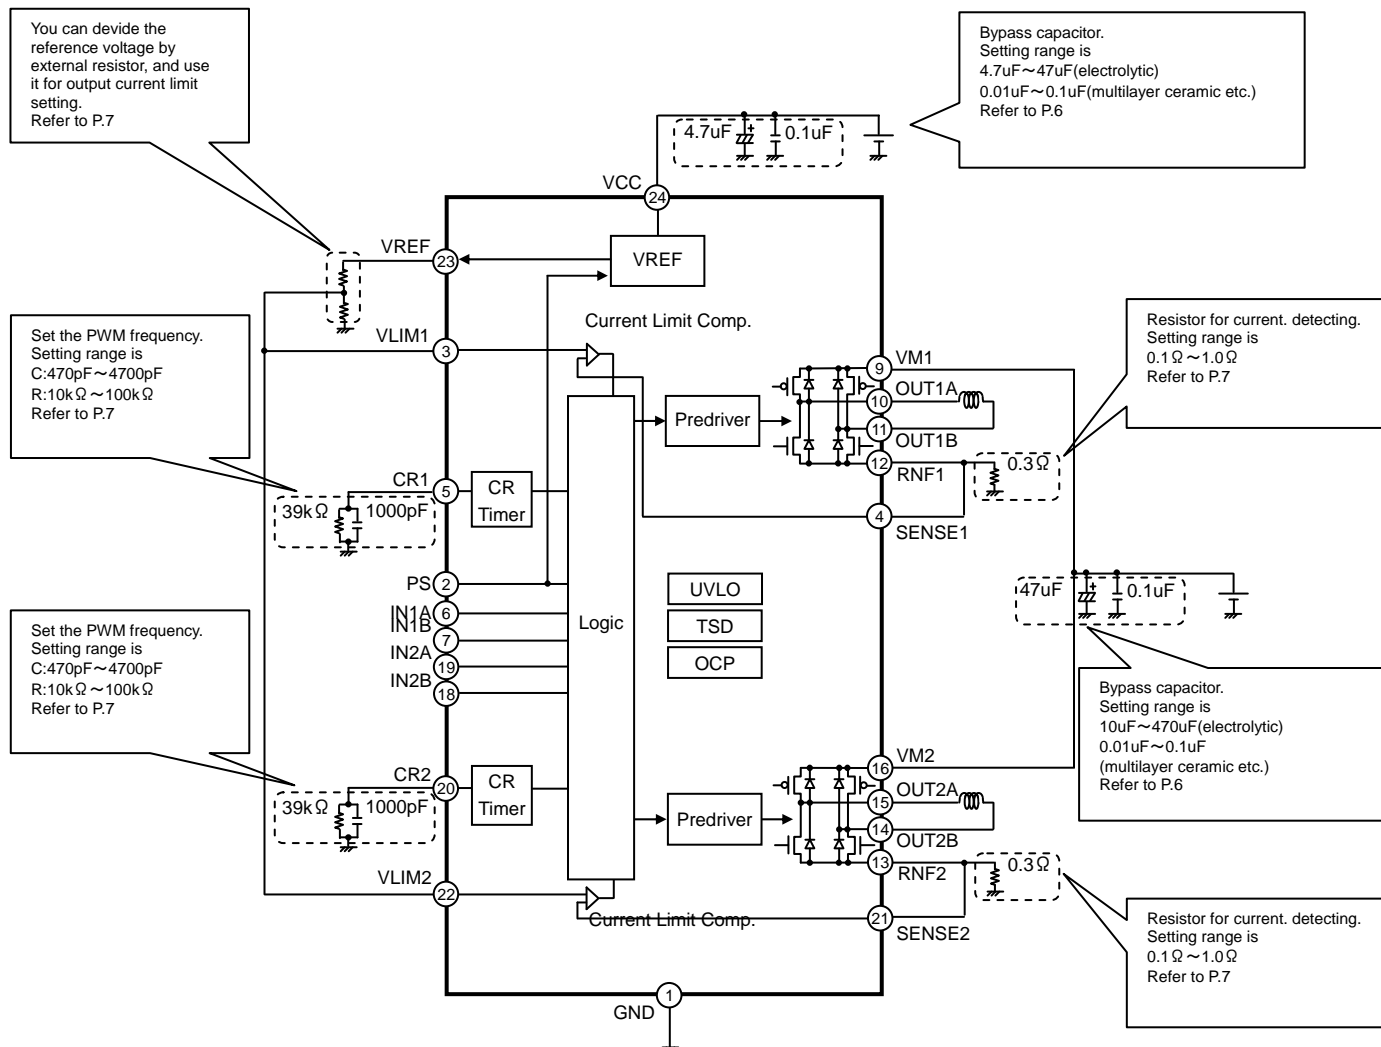 You can devide the
reference voltage by
external resistor, and use
it for output current limit
setting.
Refer to P.7
Bypass capacitor.
Setting range is
4.7uF～47uF(electrolytic)
0.01uF～0.1uF(multilayer ceramic etc.)
Refer to P.6
4.7uF
+
0.1uF
VCC
24
VREF
23
VREF
Current Limit Comp.
Set the PWM frequency.
Setting range is
C:470pF～4700pF
R:10kΩ～100kΩ
Refer to P.7
VLIM1
3
Resistor for current. detecting.
Setting range is
0.1Ω～1.0Ω
Refer to P.7
9
VM1
OUT1A
10
11
OUT1B
12
RNF1
0.3Ω
Predriver
CR1
5
CR
Timer
39kΩ
1000pF
4
SENSE1
PS
2
IN1A
6
IN1B
7
IN2A
19
IN2B
18
Logic
UVLO
TSD
OCP
47uF
+
0.1uF
Set the PWM frequency.
Setting range is
C:470pF～4700pF
R:10kΩ～100kΩ
Refer to P.7
Bypass capacitor.
Setting range is
10uF～470uF(electrolytic)
0.01uF～0.1uF
(multilayer ceramic etc.)
Refer to P.6
CR2
20
CR
Timer
39kΩ
1000pF
Predriver
VM2
16
OUT2A
15
14
OUT2B
13
RNF2
0.3Ω
VLIM2
22
Current Limit Comp.
21
SENSE2
Resistor for current. detecting.
Setting range is
0.1Ω～1.0Ω
Refer to P.7
1
GND